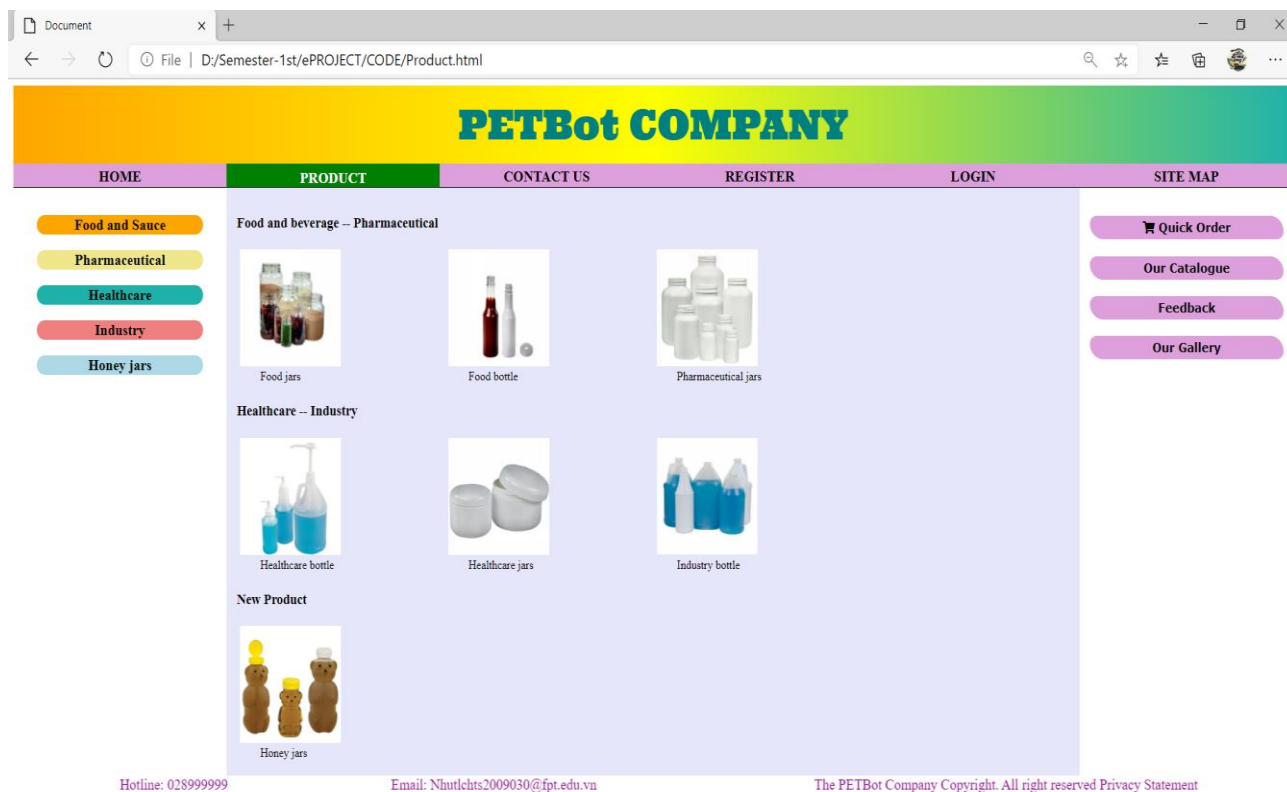 Document
File | D:/Semester-1st/ePROJECT/CODE/Product.html
PETBot COMPANY
HOME PRODUCT CONTACT US REGISTER LOGIN SITE MAP
Food and Sauce
Pharmaceutical
Healthcare
Industry
Honey jars
Food and beverage -- Pharmaceutical
Food jars Food bottle Pharmaceutical jars
Healthcare -- Industry
Healthcare bottle Healthcare jars Industry bottle
New Product
Honey jars
Quick Order
Our Catalogue
Feedback
Our Gallery
Hotline: 028999999 Email: Nhutlchts2009030@fpt.edu.vn The PETBot Company Copyright. All right reserved Privacy Statement